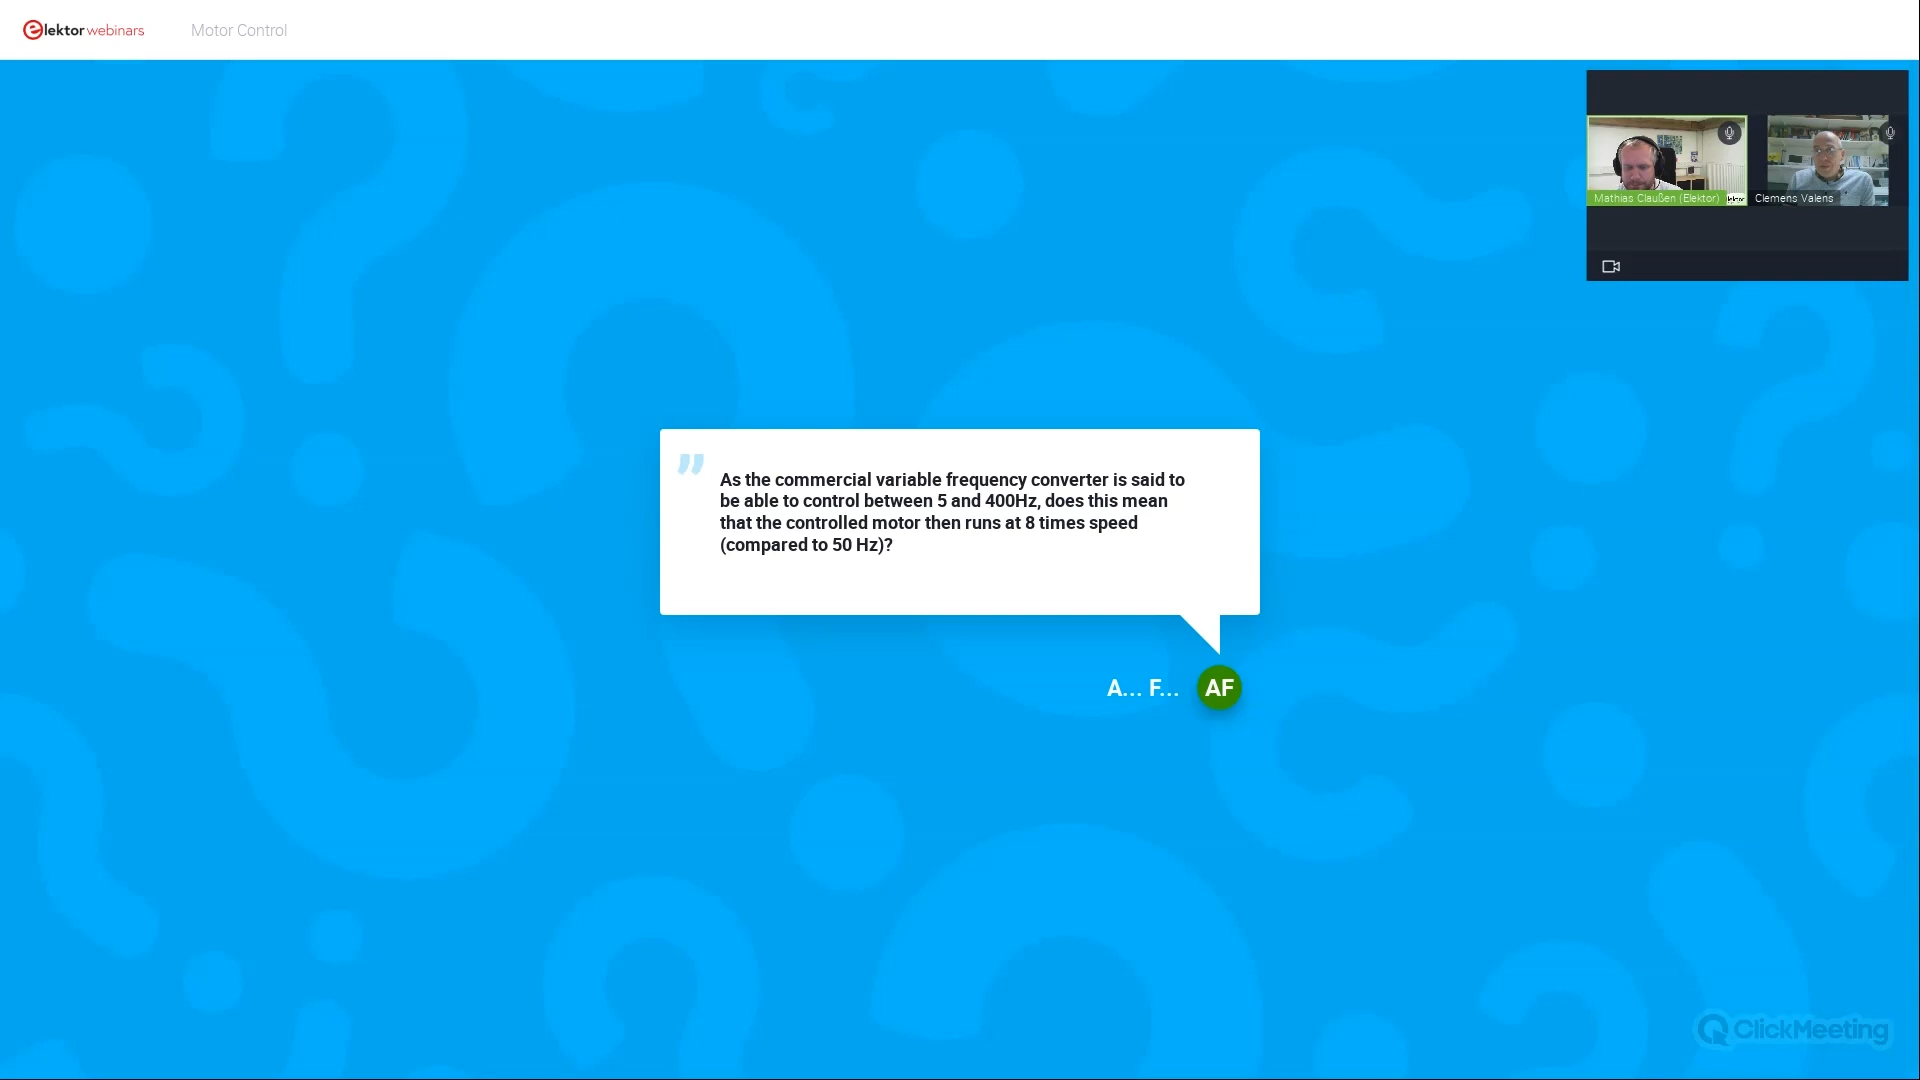 elektor webinars
Motor Control
Mathias Claußen (Elektor)
elektor
Clemens Valens
As the commercial variable frequency converter is said to
be able to control between 5 and 400Hz, does this mean
that the controlled motor then runs at 8 times speed
(compared to 50 Hz)?
A... F...
AF
ClickMeeting